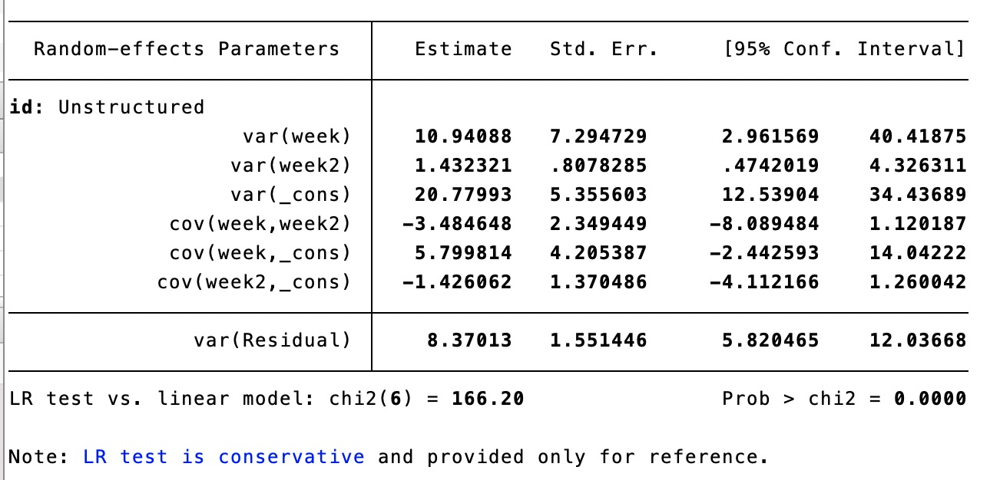 Random-effects Parameters Estimate Std. Err. [95% Conf. Interval]
id: Unstructured
var(week) 10.94088 7.294729 2.961569 40.41875
var(week2) 1.432321 .8078285 .4742019 4.326311
var(_cons) 20.77993 5.355603 12.53904 34.43689
cov(week,week2) -3.484648 2.349449 -8.089484 1.120187
cov(week,_cons) 5.799814 4.205387 -2.442593 14.04222
cov(week2,_cons) -1.426062 1.370486 -4.112166 1.260042
var(Residual) 8.37013 1.551446 5.820465 12.03668
LR test vs. linear model: chi2(6) = 166.20 Prob > chi2 = 0.0000
Note: LR test is conservative and provided only for reference.